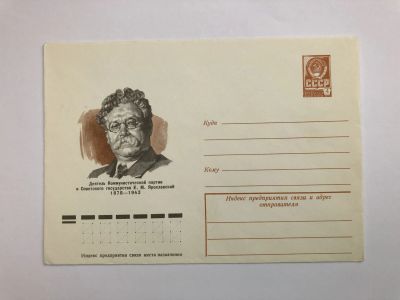 СССР
Куда
Деятель Коммунистической партии
и Советского государства Е. М. Ярославский
1878–1943
Кому
Индекс предприятия связи и адрес
отправителя
Индекс предприятия связи места назначения